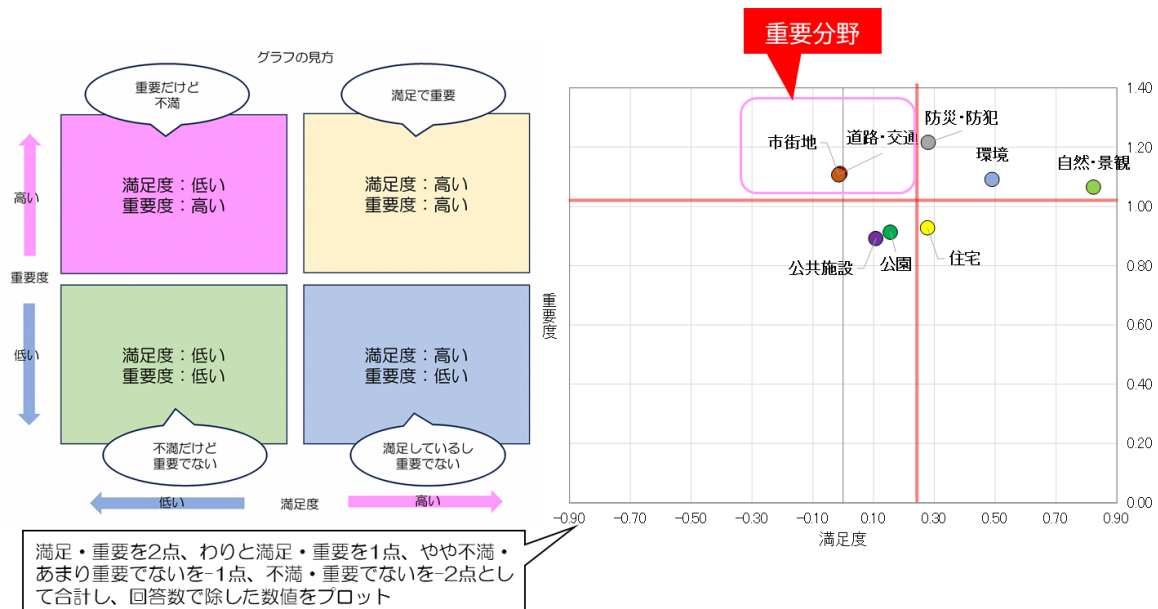 グラフの見方
重要だけど
不満
満足で重要
満足度：低い
重要度：高い
満足度：高い
重要度：高い
高い
重要度
低い
満足度：低い
重要度：低い
満足度：高い
重要度：低い
不満だけど
重要でない
満足しているし
重要でない
低い
満足度
高い
満足・重要を2点、わりと満足・重要を1点、やや不満・
あまり重要でないを-1点、不満・重要でないを-2点とし
て合計し、回答数で除した数値をプロット
重要分野
防災・防犯
市街地
道路・交通
環境
自然・景観
公共施設
公園
住宅
重要度
1.40
1.20
1.00
0.80
0.60
0.40
0.20
0.00
-0.90 -0.70 -0.50 -0.30 -0.10 0.10 0.30 0.50 0.70 0.90
満足度